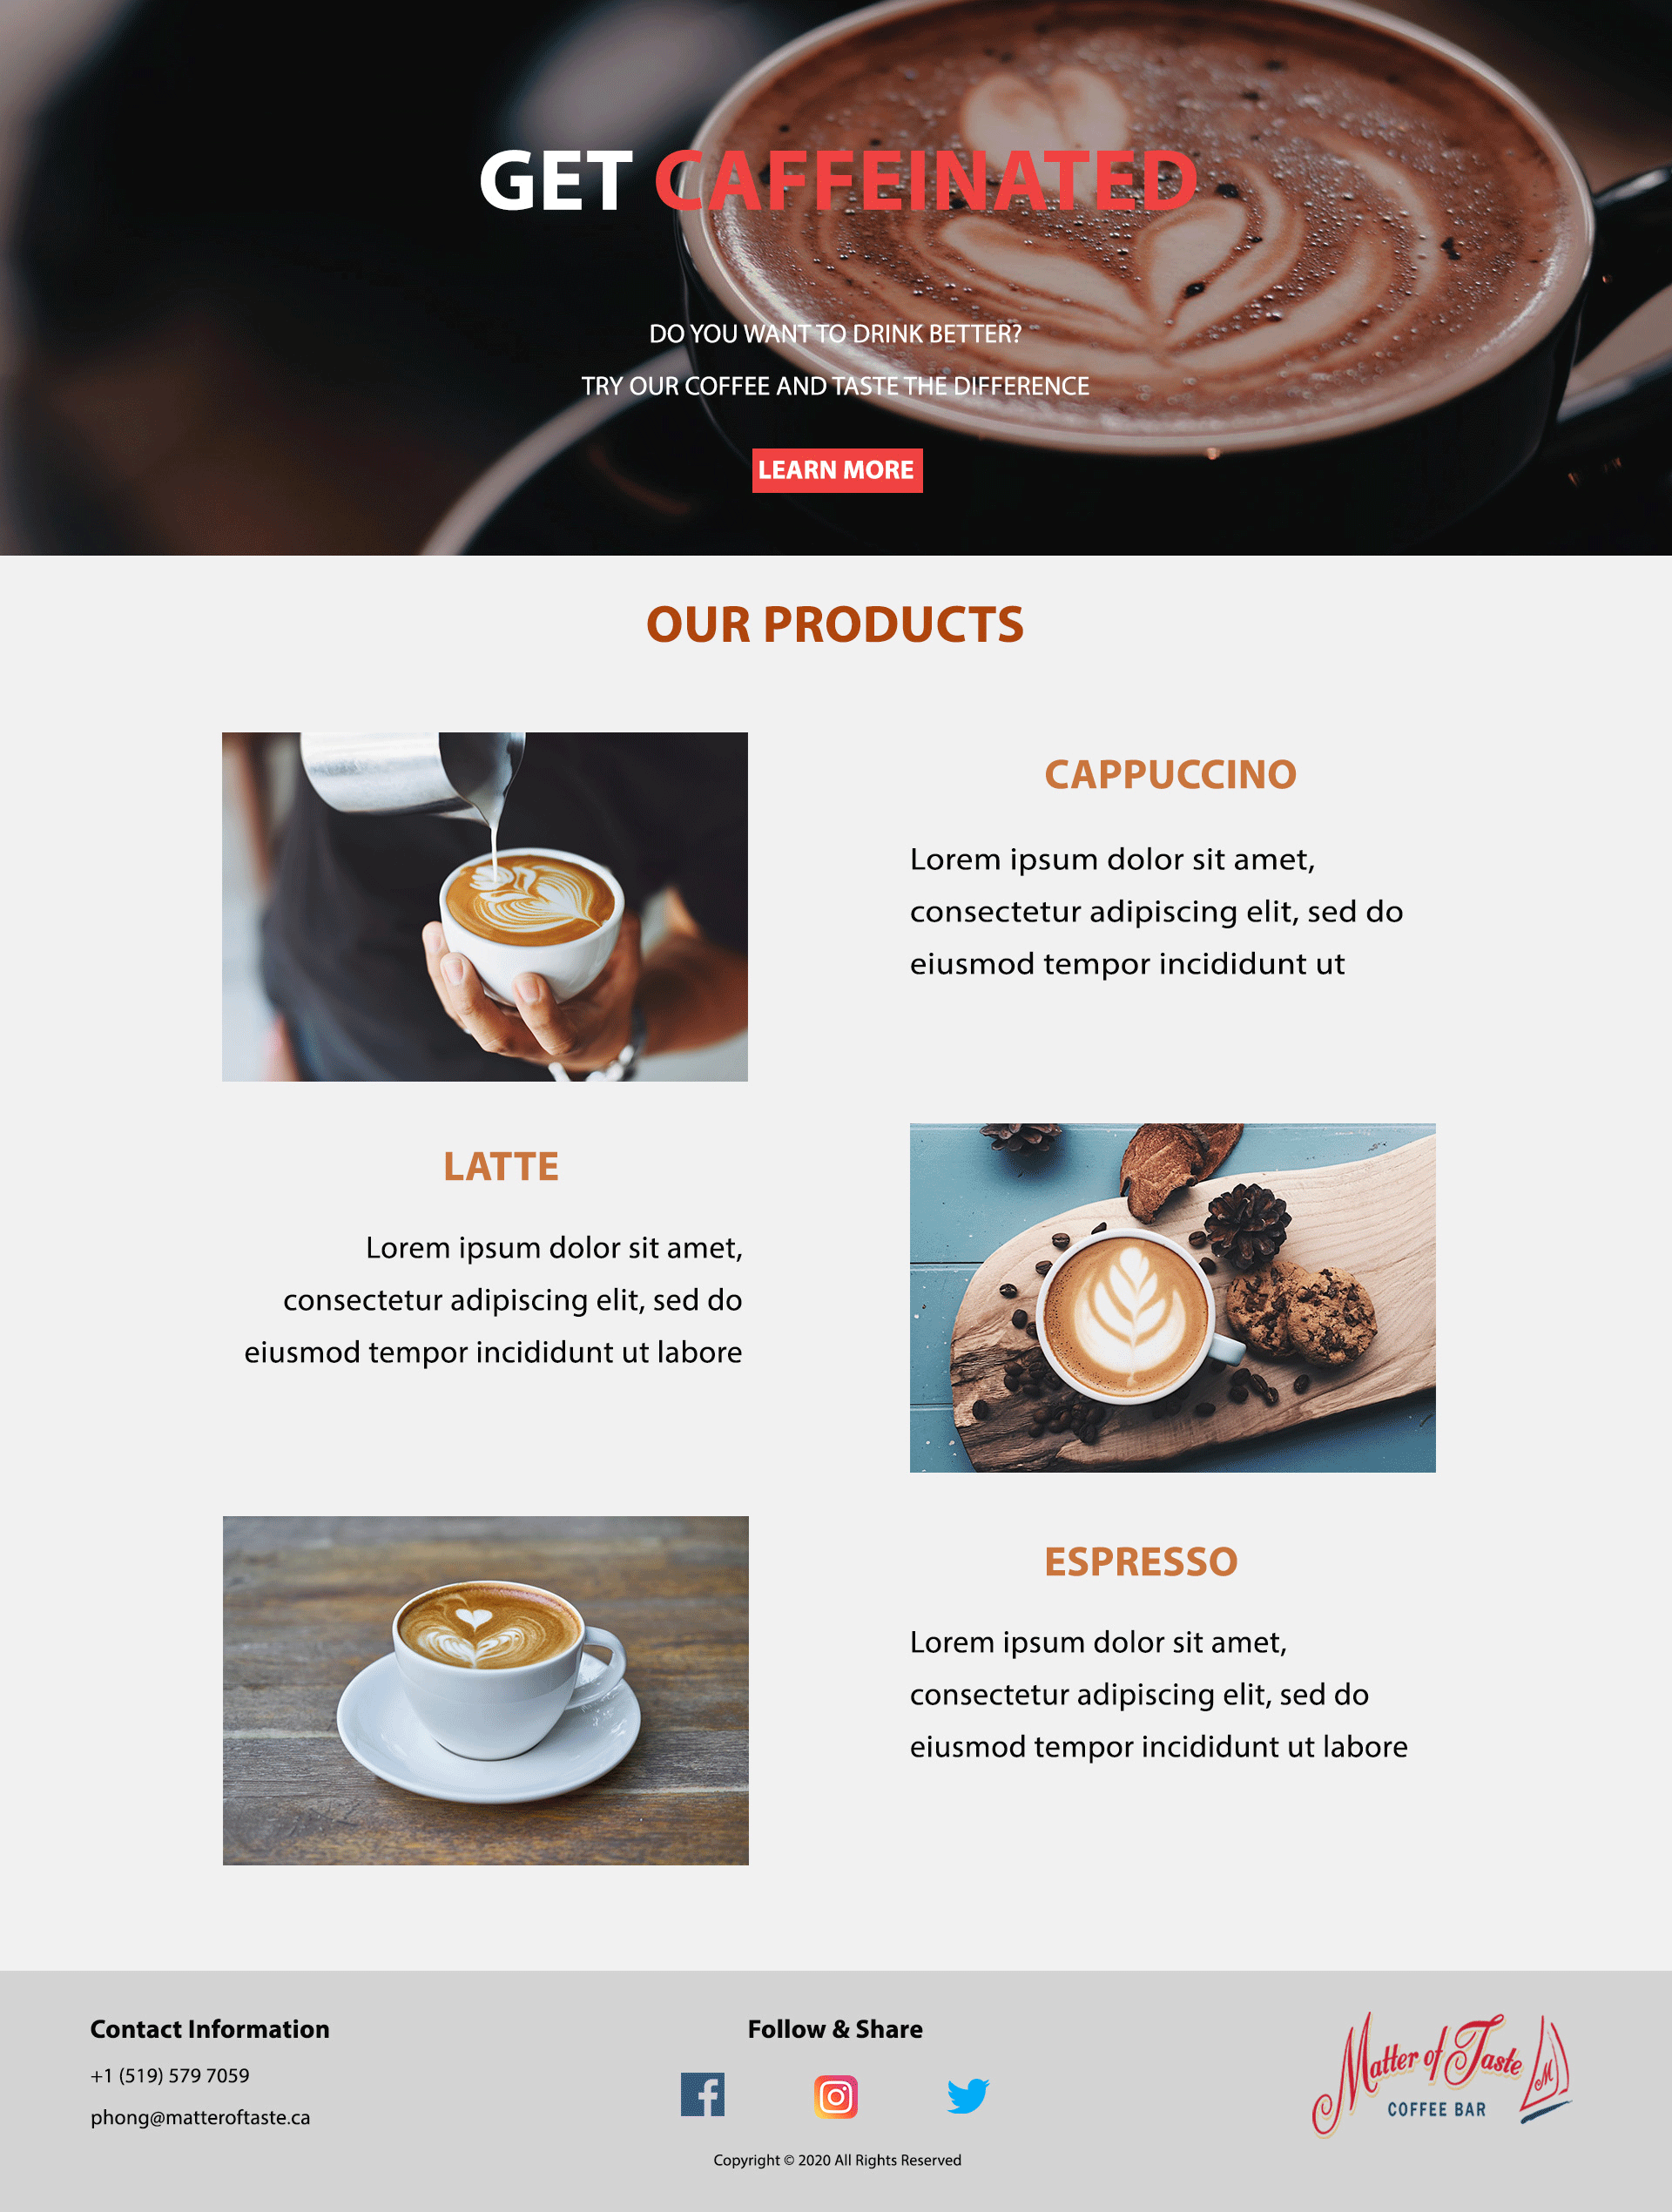 GET CAFFEINATED
DO YOU WANT TO DRINK BETTER?
TRY OUR COFFEE AND TASTE THE DIFFERENCE
LEARN MORE
OUR PRODUCTS
CAPPUCCINO
Lorem ipsum dolor sit amet,
consectetur adipiscing elit, sed do
eiusmod tempor incididunt ut
LATTE
Lorem ipsum dolor sit amet,
consectetur adipiscing elit, sed do
eiusmod tempor incididunt ut labore
ESPRESSO
Lorem ipsum dolor sit amet,
consectetur adipiscing elit, sed do
eiusmod tempor incididunt ut labore
Contact Information
+1 (519) 579 7059
phong@matteroftaste.ca
Follow & Share
Copyright © 2020 All Rights Reserved
Matter of Taste
M
COFFEE BAR